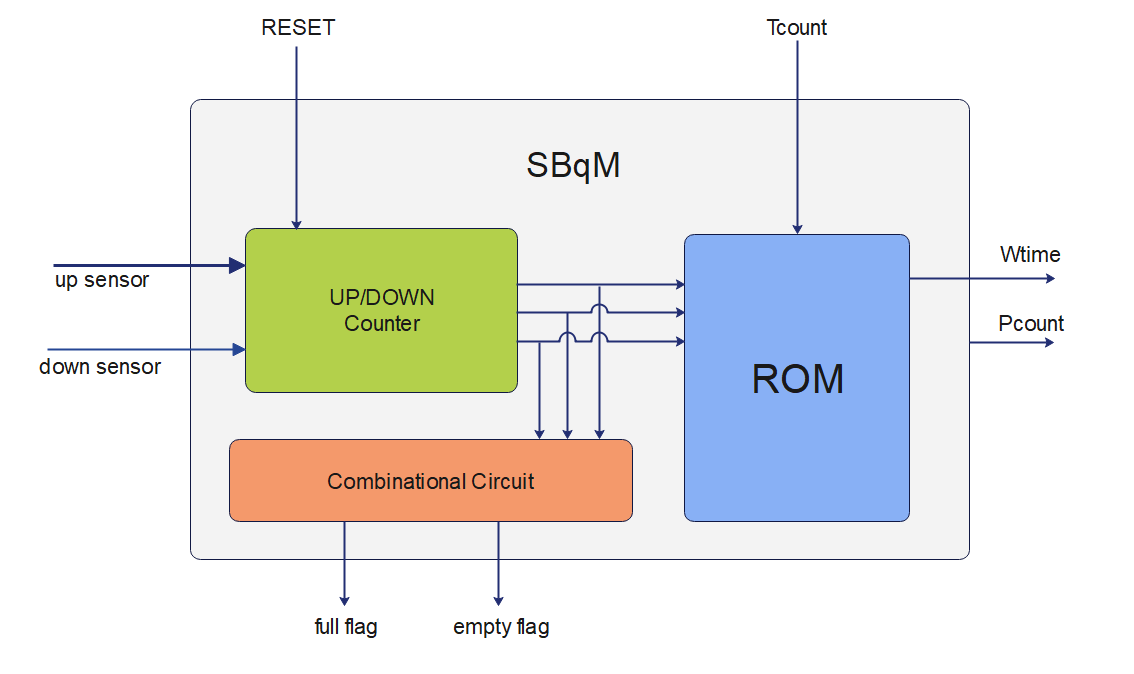 RESET
Tcount
SBqM
up sensor
down sensor
UP/DOWN
Counter
Wtime
Pcount
ROM
Combinational Circuit
full flag
empty flag